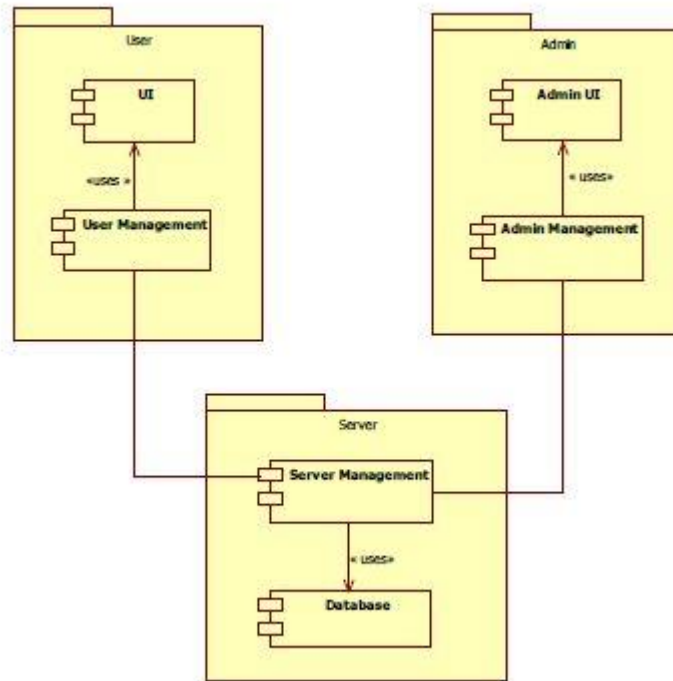 User
UI
«uses »
User Management
Admin
Admin UI
« uses»
Admin Management
Server
Server Management
« uses»
Database